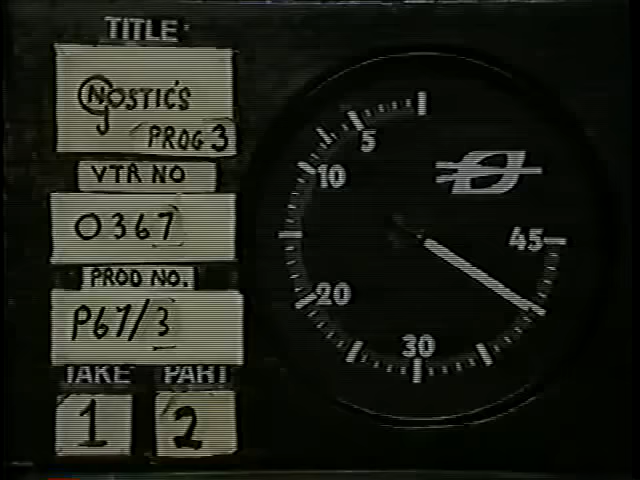 TITLE
GNOSTIC'S
PROG 3
VTR NO
0367
PROD NO.
P67/3
TAKE PART
1 2
5
10
20
30
45